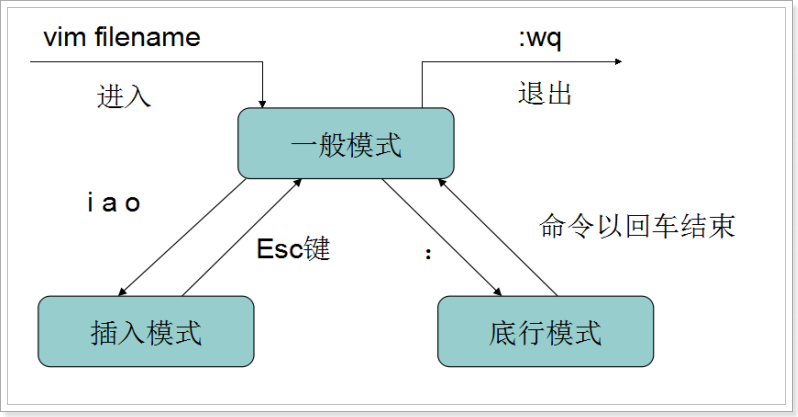 vim filename
:wq
进入
退出
一般模式
i a o
Esc键
:
命令以回车结束
插入模式
底行模式